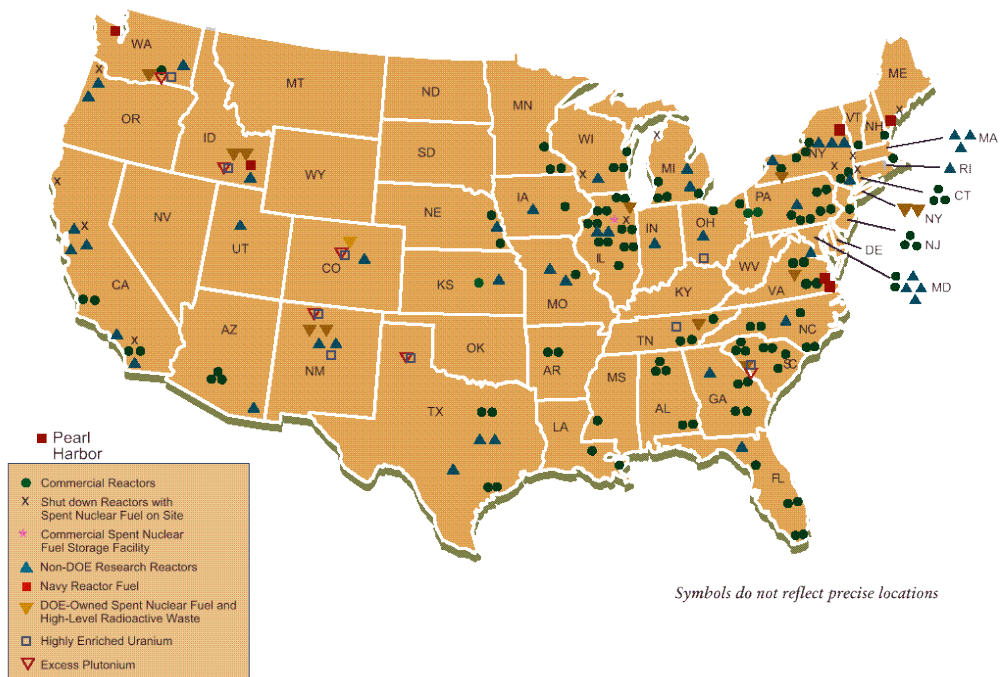 WA
MT
ND
MN
ME
VT
NH
OR
ID
SD
WI
MI
NY
MA
RI
CT
NY
NJ
DE
MD
WY
NE
IA
PA
NV
UT
CO
IL
IN
OH
WV
VA
CA
KS
MO
KY
NC
AZ
NM
OK
AR
TN
SC
TX
MS
AL
GA
LA
FL
Pearl
Harbor
Commercial Reactors
X Shut down Reactors with
Spent Nuclear Fuel on Site
* Commercial Spent Nuclear
Fuel Storage Facility
Non-DOE Research Reactors
Navy Reactor Fuel
DOE-Owned Spent Nuclear Fuel and
High-Level Radioactive Waste
Highly Enriched Uranium
Excess Plutonium
Symbols do not reflect precise locations